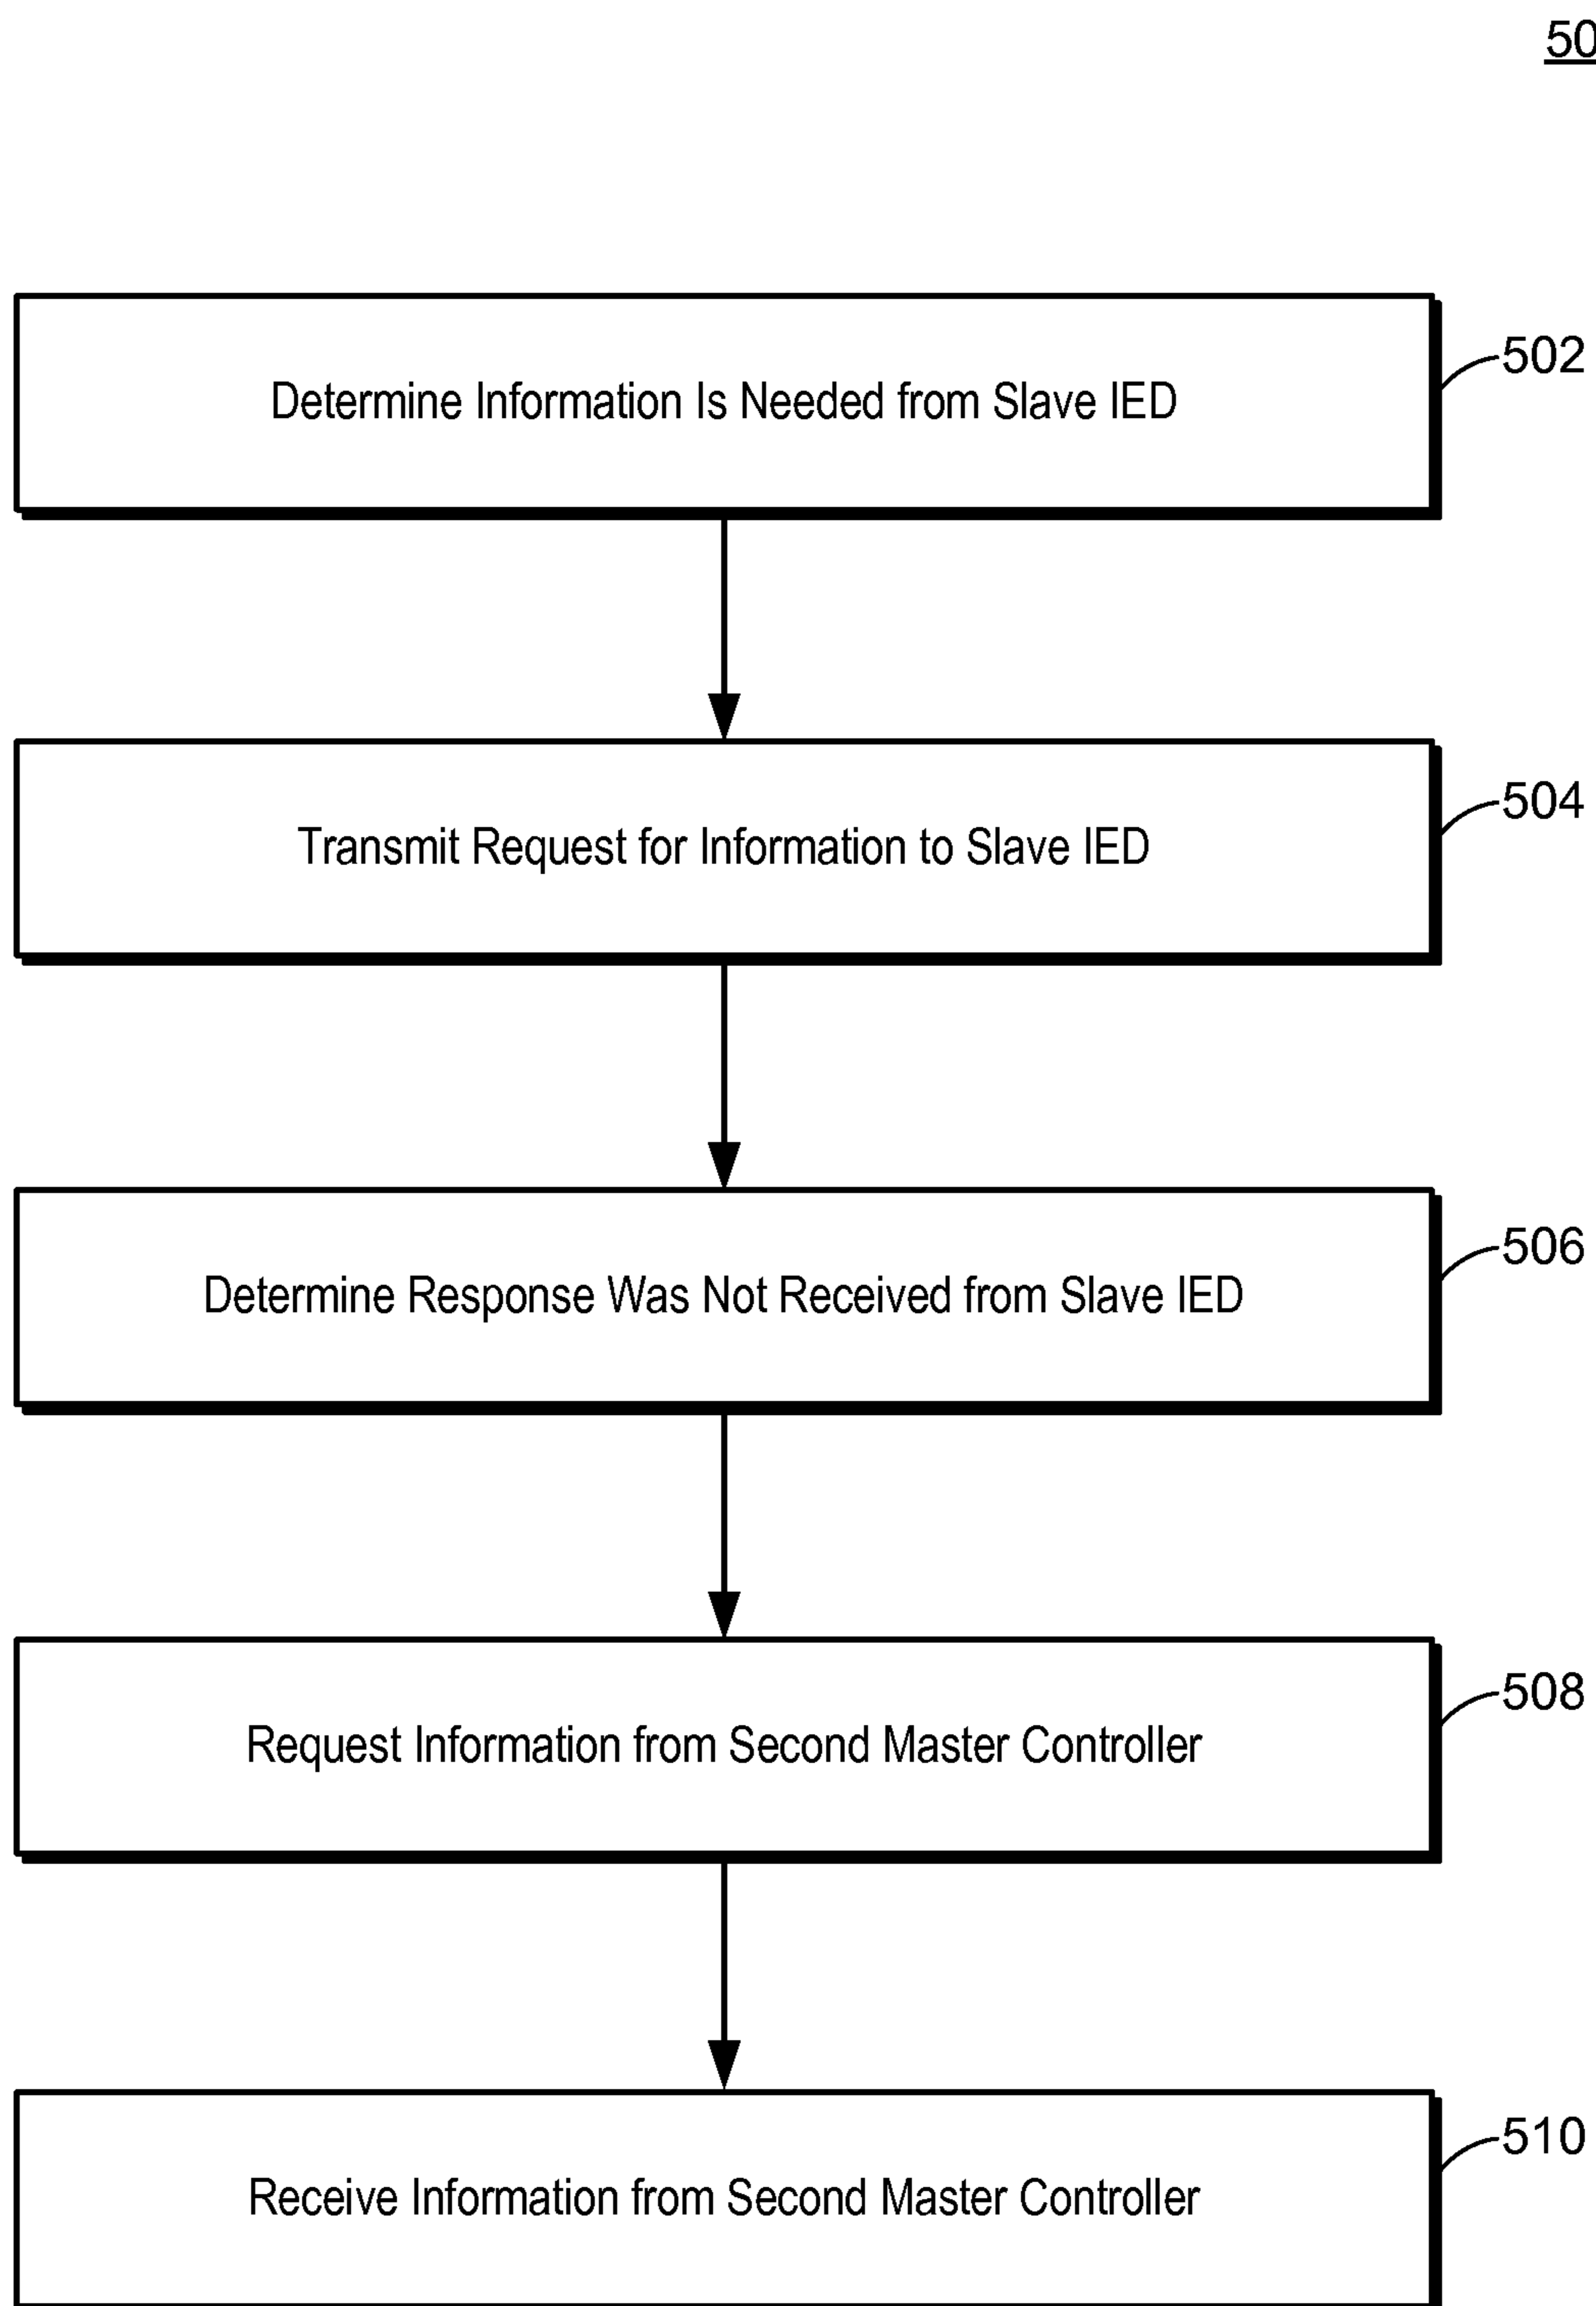 50
Determine Information Is Needed from Slave IED
502
Transmit Request for Information to Slave IED
504
Determine Response Was Not Received from Slave IED
506
Request Information from Second Master Controller
508
Receive Information from Second Master Controller
510